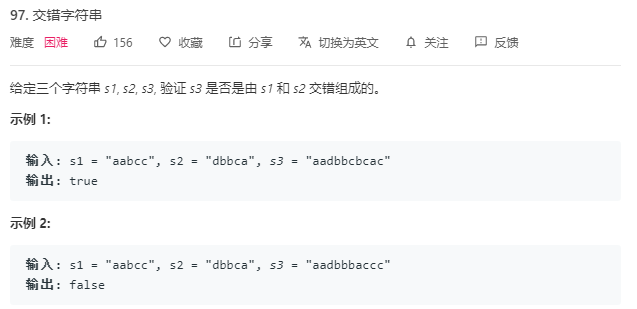 97. 交错字符串
难度 困难 156 收藏 分享 切换为英文 关注 反馈
给定三个字符串 s1, s2, s3, 验证 s3 是否是由 s1 和 s2 交错组成的。
示例 1:
输入: s1 = "aabcc", s2 = "dbbca", s3 = "aadbbcbcac"
输出: true
示例 2:
输入: s1 = "aabcc", s2 = "dbbca", s3 = "aadbbbaccc"
输出: false